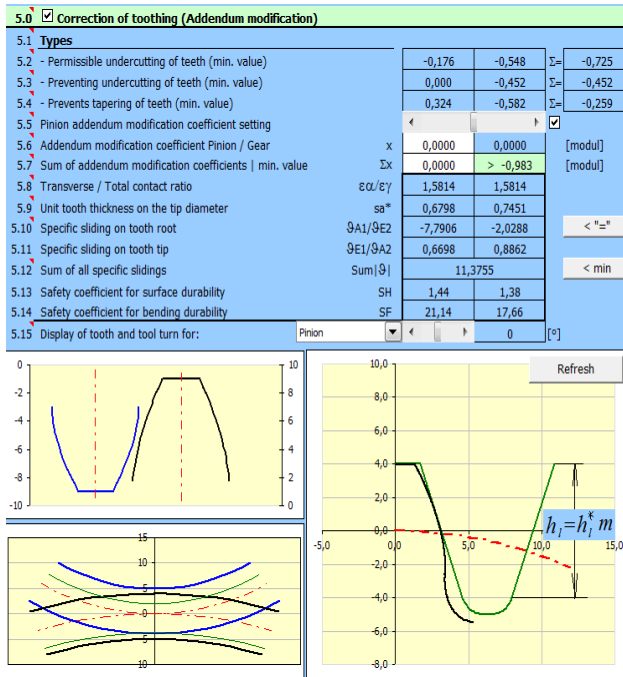 5.0 Correction of toothing (Addendum modification)
5.1 Types
5.2 - Permissible undercutting of teeth (min. value) -0,176 -0,548 Σ= -0,725
5.3 - Preventing undercutting of teeth (min. value) 0,000 -0,452 Σ= -0,452
5.4 - Prevents tapering of teeth (min. value) 0,324 -0,582 Σ= -0,259
5.5 Pinion addendum modification coefficient setting
5.6 Addendum modification coefficient Pinion / Gear x 0,0000 0,0000 [modul]
5.7 Sum of addendum modification coefficients | min. value Σx 0,0000 > -0,983 [modul]
5.8 Transverse / Total contact ratio εα/εγ 1,5814 1,5814
5.9 Unit tooth thickness on the tip diameter sa* 0,6798 0,7451
5.10 Specific sliding on tooth root ϑA1/ϑE2 -7,7906 -2,0288 < "="
5.11 Specific sliding on tooth tip ϑE1/ϑA2 0,6698 0,8862
5.12 Sum of all specific slidings Sum|ϑ| 11,3755 < min
5.13 Safety coefficient for surface durability SH 1,44 1,38
5.14 Safety coefficient for bending durability SF 21,14 17,66
5.15 Display of tooth and tool turn for: Pinion 0 [°]
0
-5
-10
10
8
6
4
2
0
15
10
5
-0
5
10
Refresh
10,0
8,0
6,0
4,0
2,0
0,0
-2,0
-4,0
-6,0
-8,0
-5,0 0,0 5,0 10,0 15,0
h₁=h₁* m